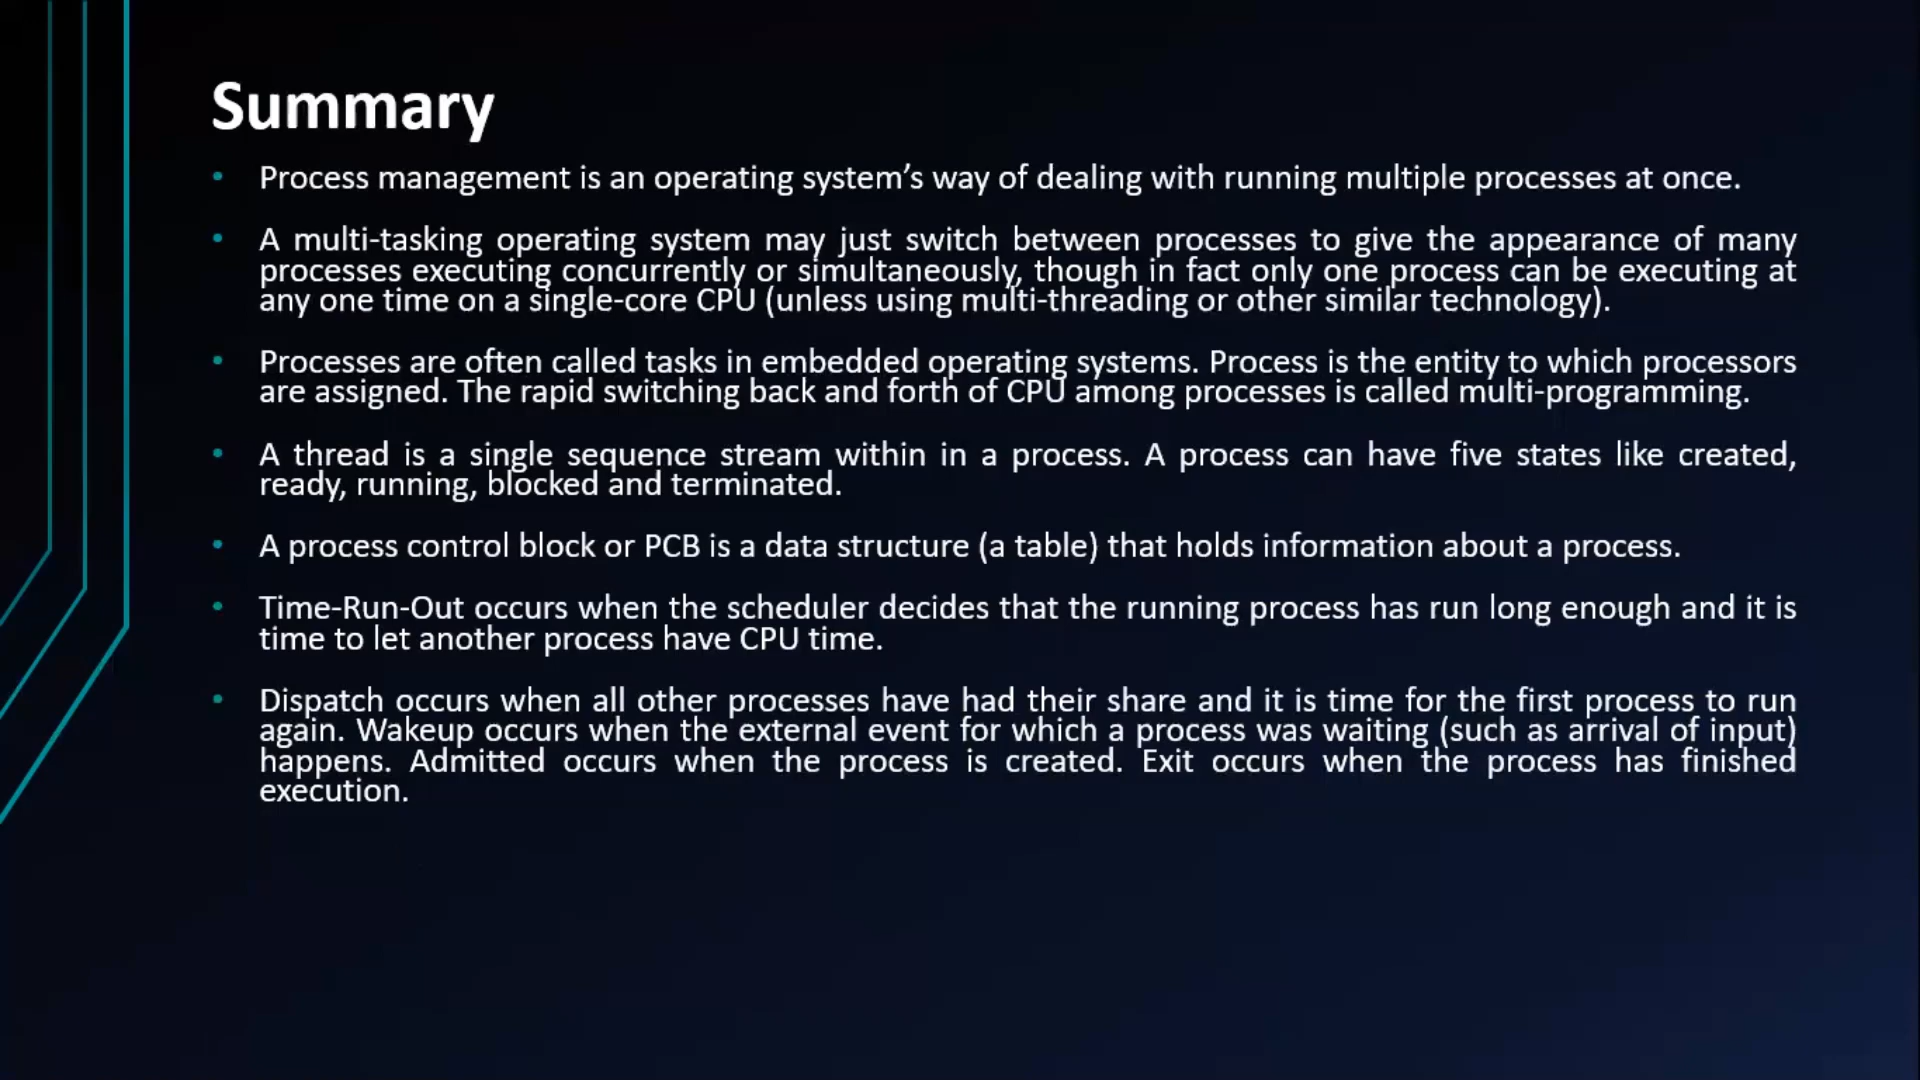 Summary
• Process management is an operating system’s way of dealing with running multiple processes at once.
• A multi-tasking operating system may just switch between processes to give the appearance of many
processes executing concurrently or simultaneously, though in fact only one process can be executing at
any one time on a single-core CPU (unless using multi-threading or other similar technology).
• Processes are often called tasks in embedded operating systems. Process is the entity to which processors
are assigned. The rapid switching back and forth of CPU among processes is called multi-programming.
• A thread is a single sequence stream within in a process. A process can have five states like created,
ready, running, blocked and terminated.
• A process control block or PCB is a data structure (a table) that holds information about a process.
• Time-Run-Out occurs when the scheduler decides that the running process has run long enough and it is
time to let another process have CPU time.
• Dispatch occurs when all other processes have had their share and it is time for the first process to run
again. Wakeup occurs when the external event for which a process was waiting (such as arrival of input)
happens. Admitted occurs when the process is created. Exit occurs when the process has finished
execution.